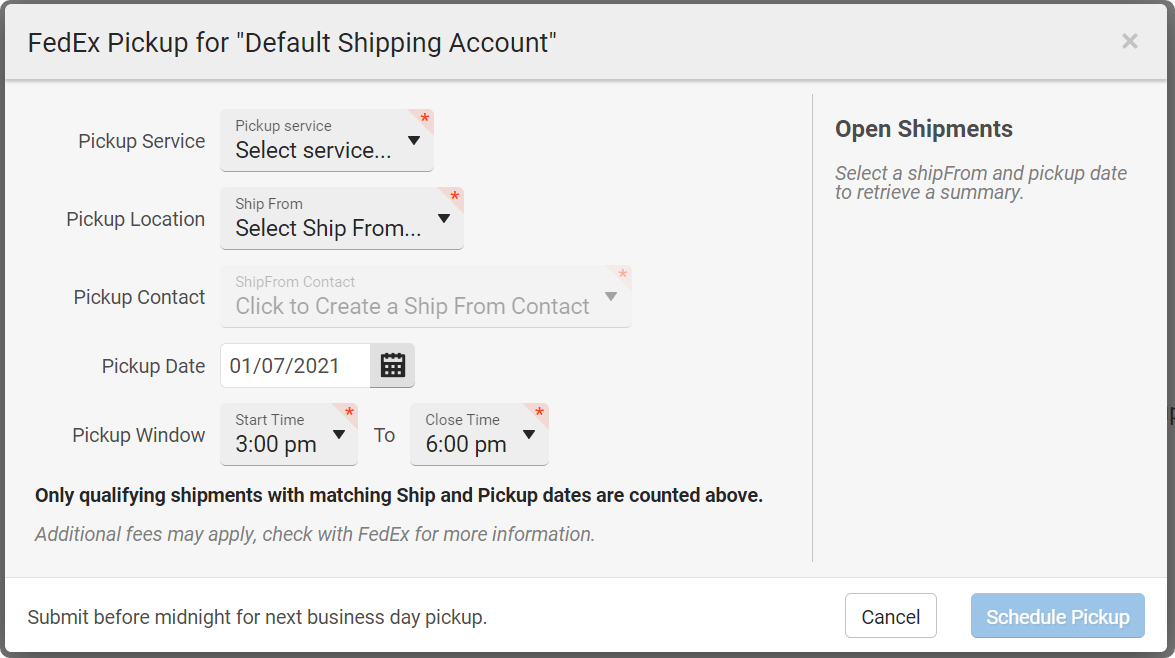 FedEx Pickup for "Default Shipping Account"
×
Pickup Service
Pickup service *
Select service...
Pickup Location
Ship From *
Select Ship From...
Pickup Contact
ShipFrom Contact *
Click to Create a Ship From Contact
Pickup Date
01/07/2021
Pickup Window
Start Time *
3:00 pm
To
Close Time *
6:00 pm
Only qualifying shipments with matching Ship and Pickup dates are counted above.
Additional fees may apply, check with FedEx for more information.
Open Shipments
Select a shipFrom and pickup date
to retrieve a summary.
Submit before midnight for next business day pickup.
Cancel
Schedule Pickup